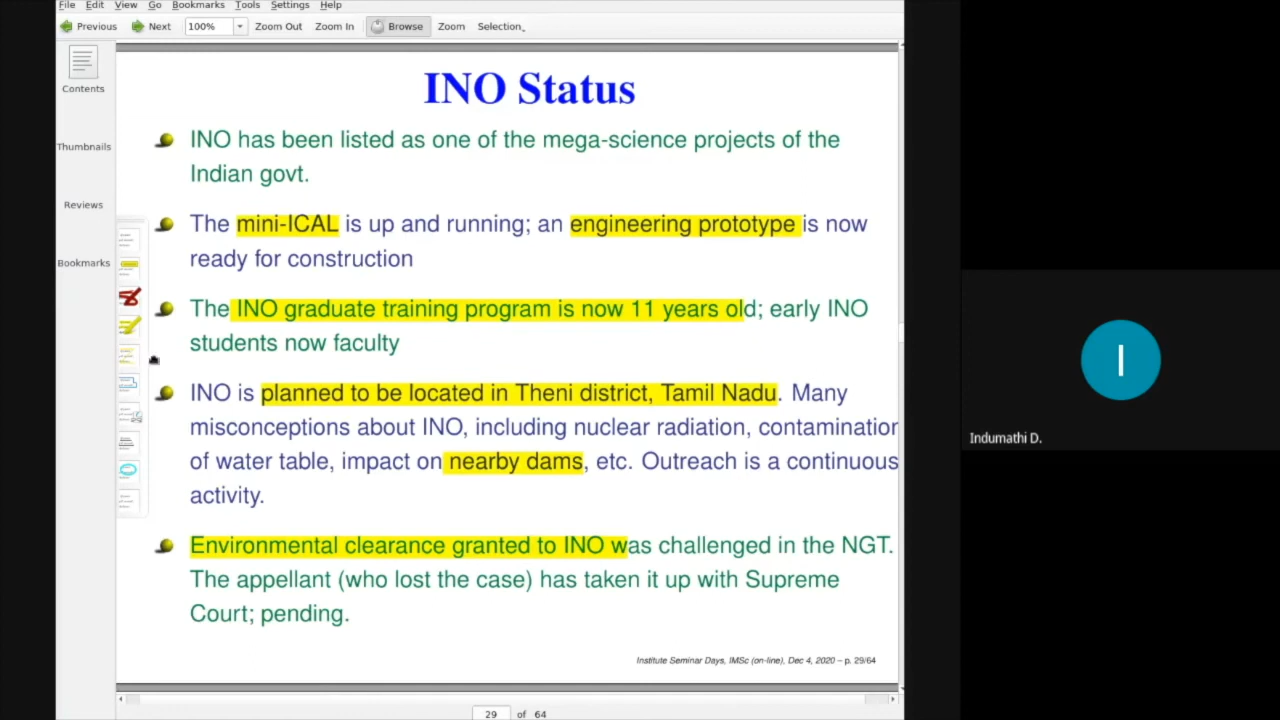 File Edit View Go Bookmarks Tools Settings Help
Previous Next 100% Zoom Out Zoom In Browse Zoom Selection
Contents
Thumbnails
Reviews
Bookmarks
INO Status
INO has been listed as one of the mega-science projects of the
Indian govt.
The mini-ICAL is up and running; an engineering prototype is now
ready for construction
The INO graduate training program is now 11 years old; early INO
students now faculty
INO is planned to be located in Theni district, Tamil Nadu. Many
misconceptions about INO, including nuclear radiation, contamination
of water table, impact on nearby dams, etc. Outreach is a continuous
activity.
Environmental clearance granted to INO was challenged in the NGT.
The appellant (who lost the case) has taken it up with Supreme
Court; pending.
Institute Seminar Days, IMSc (on-line), Dec 4, 2020 – p. 29/64
29 of 64
I
Indumathi D.